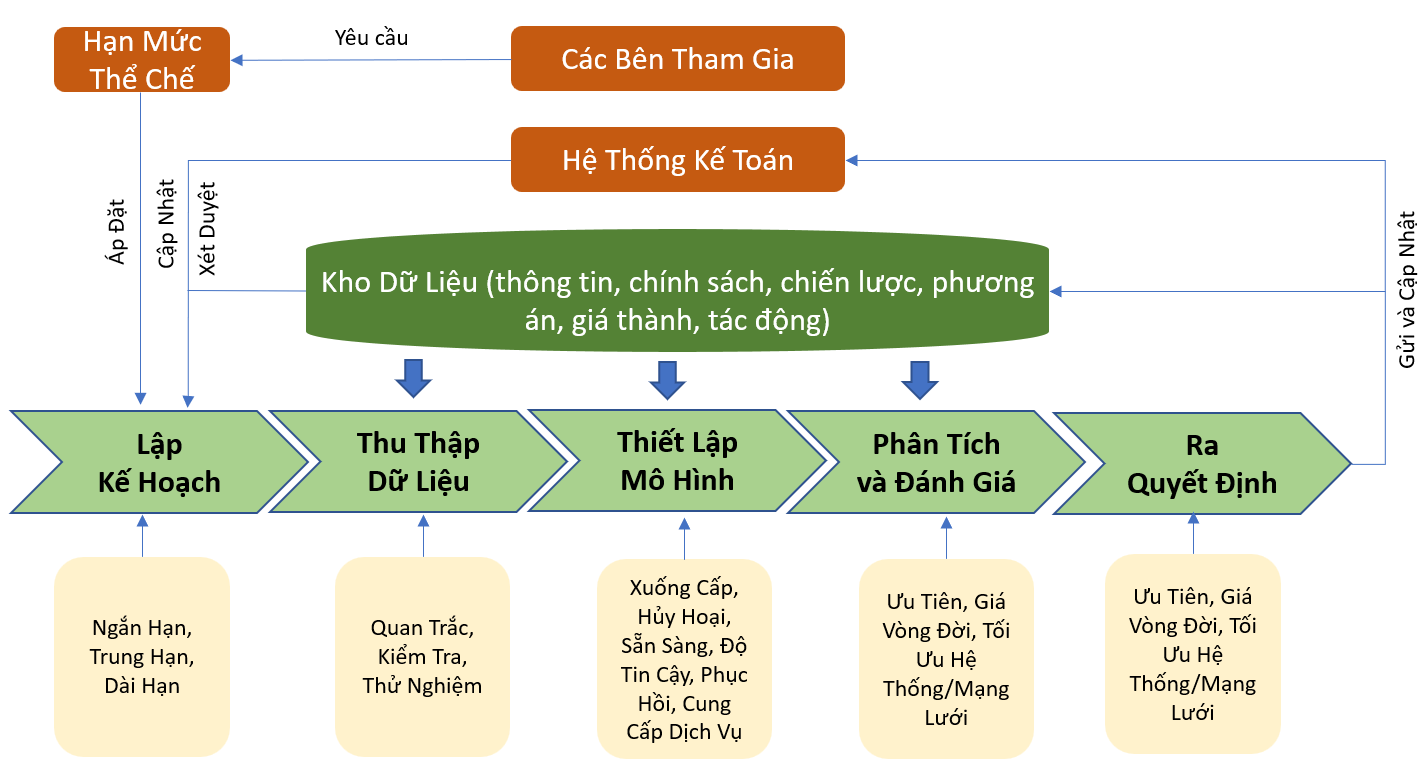 Hạn Mức
Thể Chế
Yêu cầu
Các Bên Tham Gia
Hệ Thống Kế Toán
Áp Đặt
Cập Nhật
Xét Duyệt
Kho Dữ Liệu (thông tin, chính sách, chiến lược, phương
án, giá thành, tác động)
Gửi và Cập Nhật
Lập
Kế Hoạch
Thu Thập
Dữ Liệu
Thiết Lập
Mô Hình
Phân Tích
và Đánh Giá
Ra
Quyết Định
Ngắn Hạn,
Trung Hạn,
Dài Hạn
Quan Trắc,
Kiểm Tra,
Thử Nghiệm
Xuống Cấp,
Hủy Hoại,
Sẵn Sàng, Độ
Tin Cậy, Phục
Hồi, Cung
Cấp Dịch Vụ
Ưu Tiên, Giá
Vòng Đời, Tối
Ưu Hệ
Thống/Mạng
Lưới
Ưu Tiên, Giá
Vòng Đời, Tối
Ưu Hệ
Thống/Mạng
Lưới